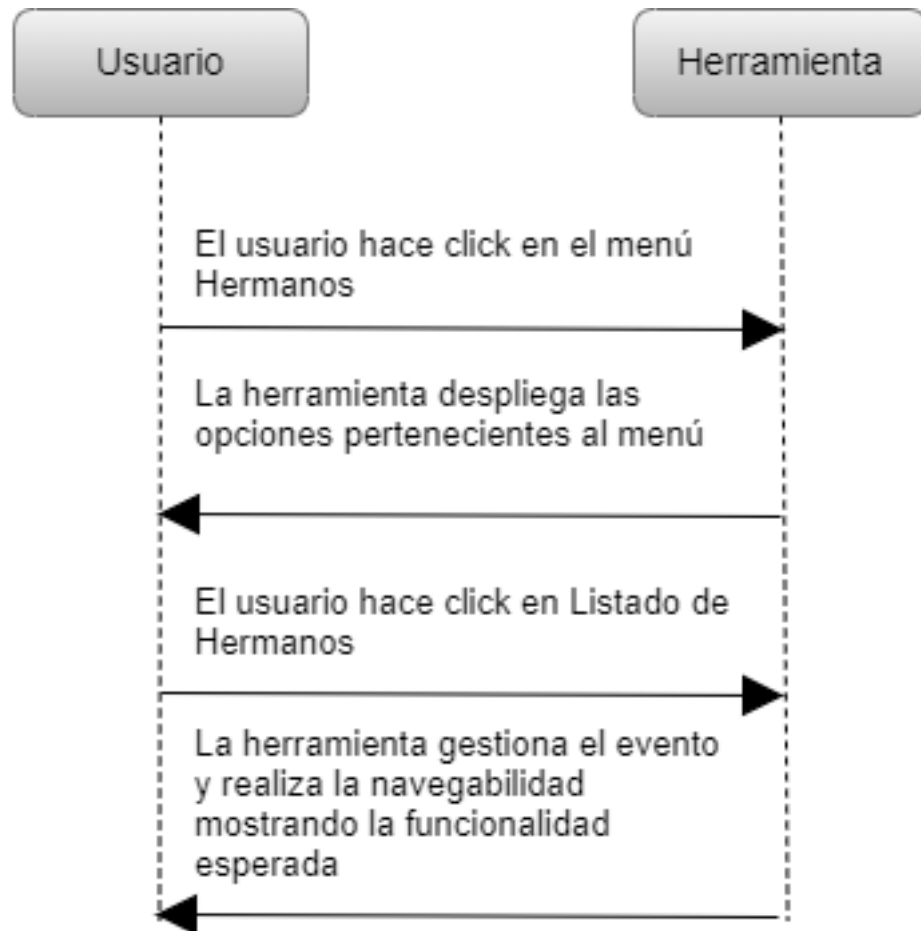 Usuario
Herramienta
El usuario hace click en el menú
Hermanos
La herramienta despliega las
opciones pertenecientes al menú
El usuario hace click en Listado de
Hermanos
La herramienta gestiona el evento
y realiza la navegabilidad
mostrando la funcionalidad
esperada